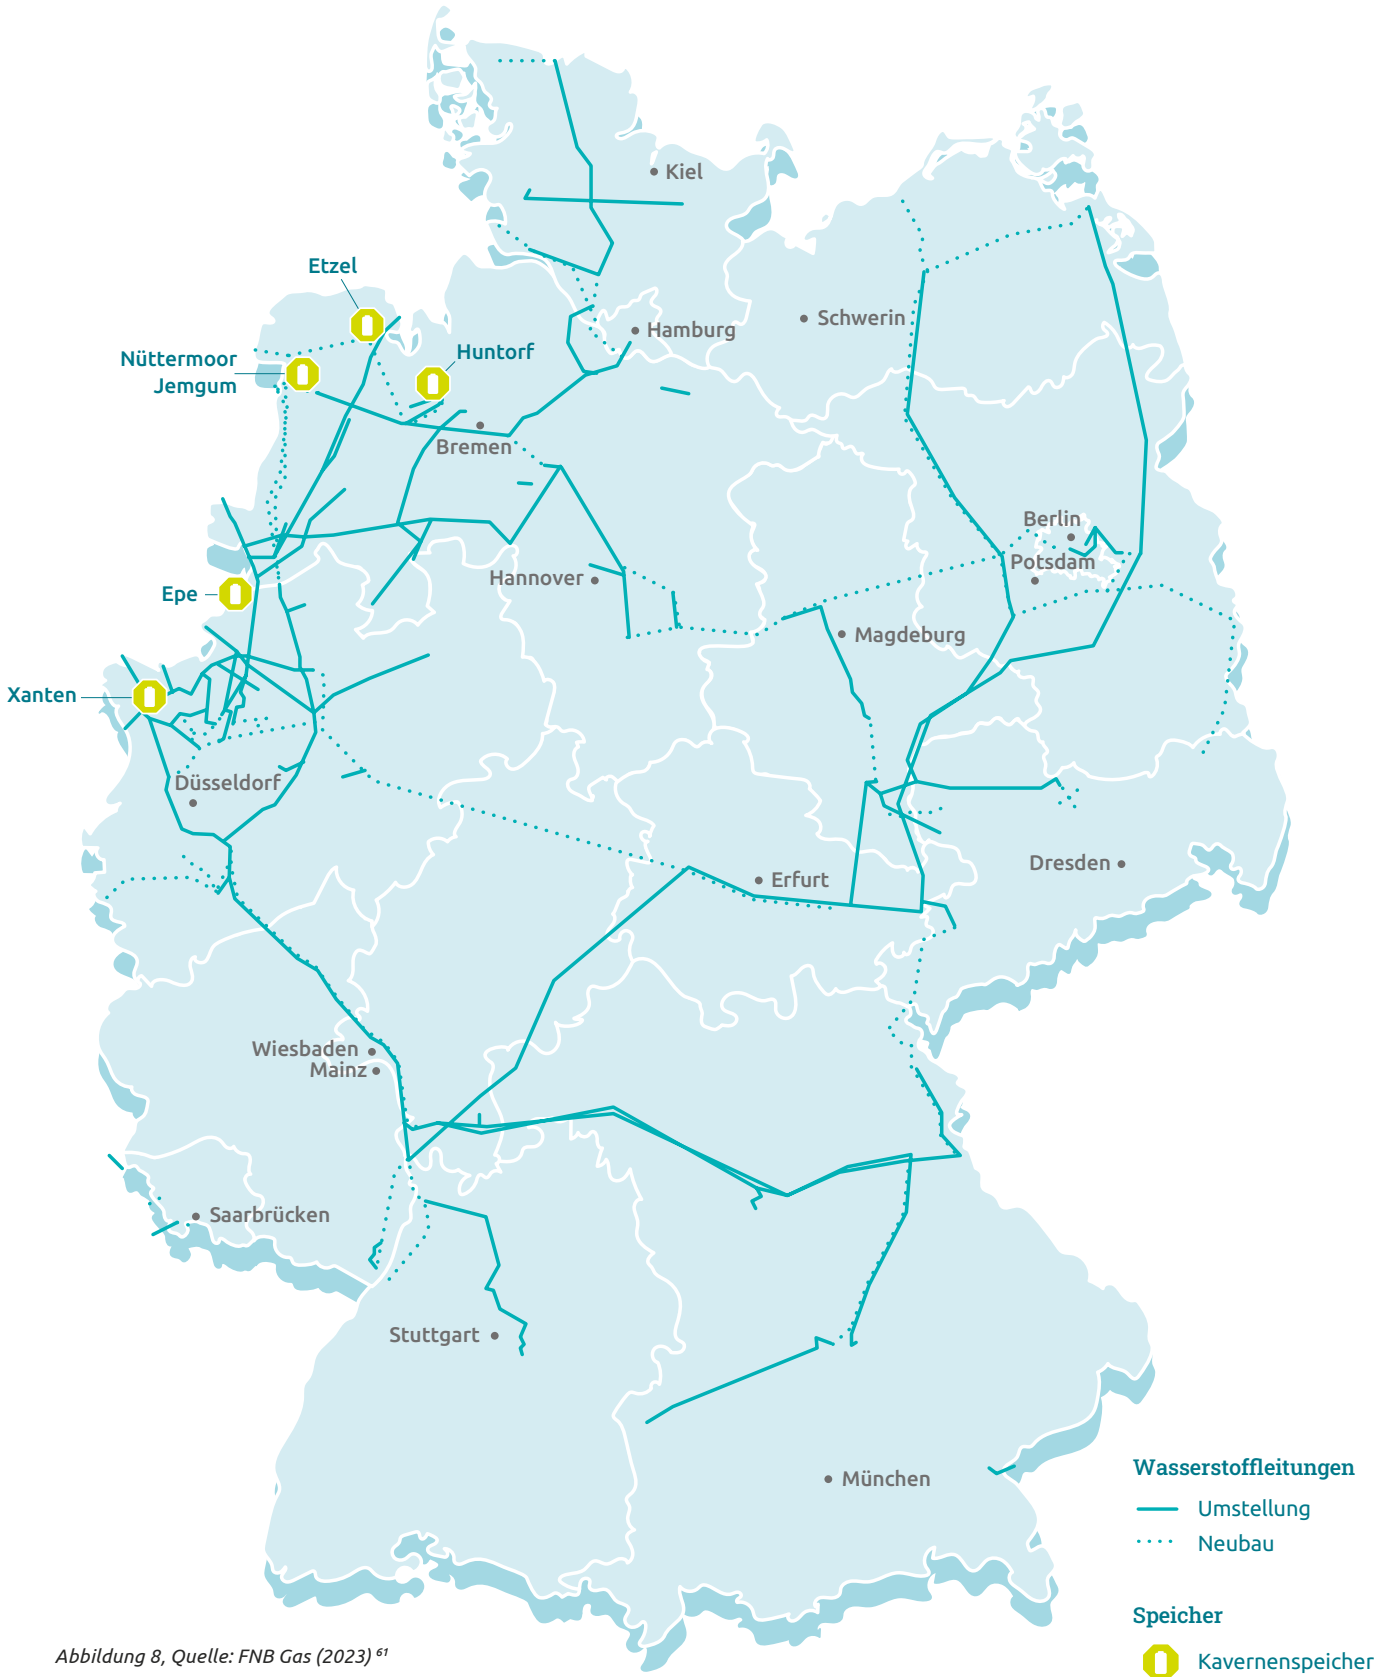 Kiel
Etzel
Hamburg
Schwerin
Nüttermoor
Jemgum
Huntorf
Bremen
Berlin
Potsdam
Hannover
Epe
Magdeburg
Xanten
Düsseldorf
Dresden
Erfurt
Wiesbaden
Mainz
Saarbrücken
Stuttgart
München
Wasserstoffleitungen
Umstellung
Neubau
Speicher
Kavernenspeicher
Abbildung 8, Quelle: FNB Gas (2023) ⁶¹